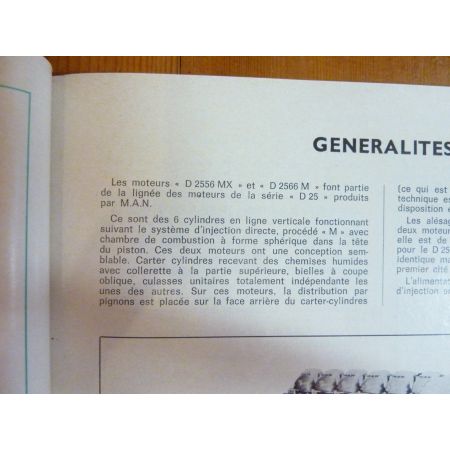 GENERALITES
Les moteurs « D 2556 MX » et « D 2566 M » font partie
de la lignée des moteurs de la série « D 25 » produits
par M.A.N.
Ce sont des 6 cylindres en ligne verticale fonctionnant
suivant le système d'injection directe, procédé « M » avec
chambre de combustion à forme sphérique dans la tête
du piston. Ces deux moteurs ont une conception sem-
blable. Carter cylindres recevant des chemises humides
avec collerette à la partie supérieure, bielles à coupe
oblique, culasses unitaires totalement indépendante les
unes des autres. Sur ces moteurs, la distribution par
pignons est placée sur la face arrière du carter-cylindres
(ce qui est
technique es
disposition e
Les alésag
deux moteur
elle est de
pour le D 25
identique ma
premier cité
L'alimentat
d'injection so